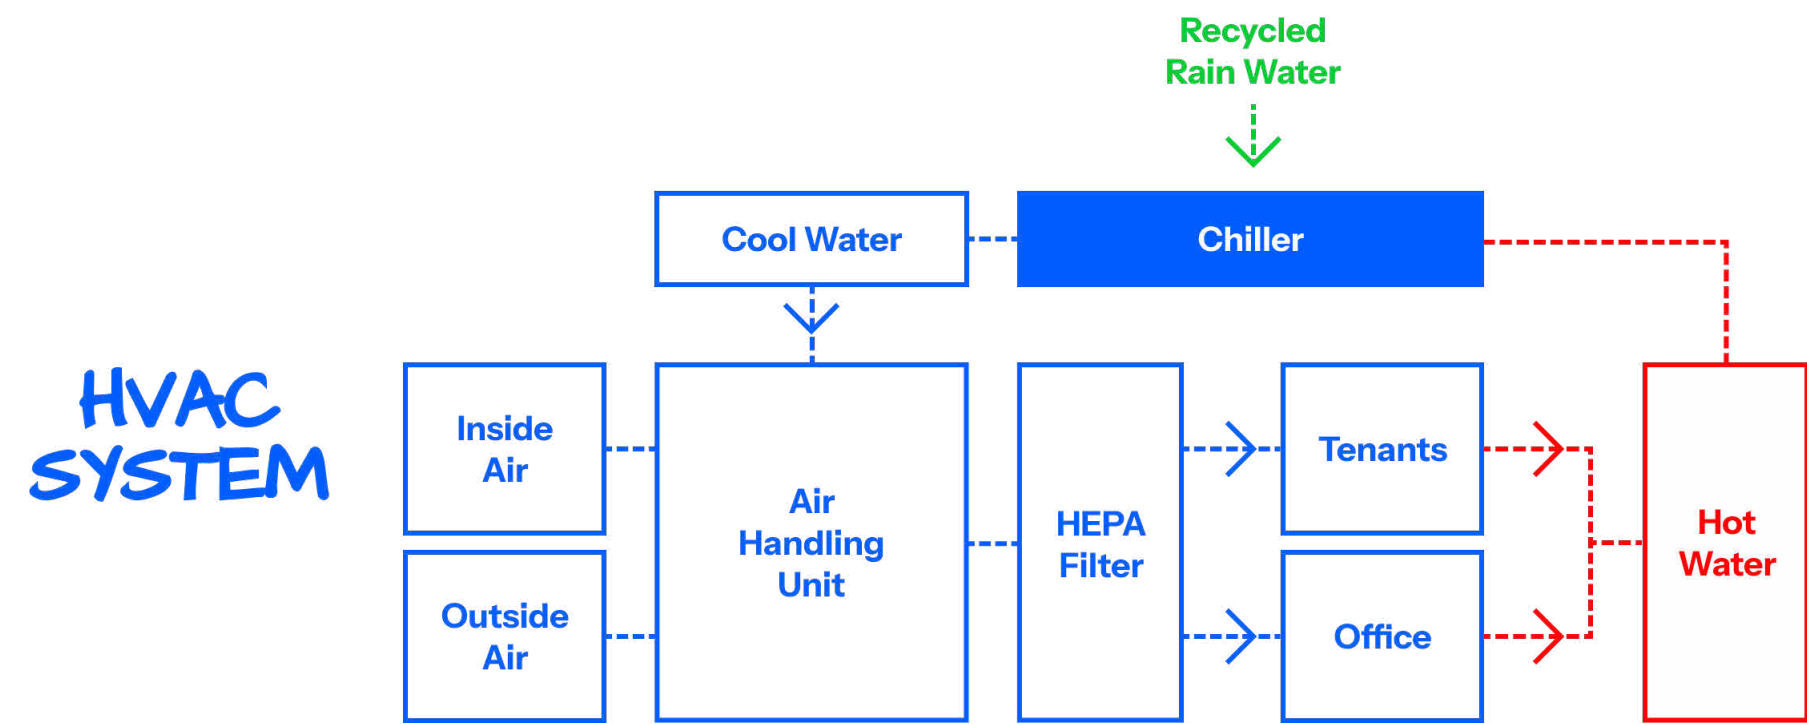 Recycled
Rain Water
Cool Water
Chiller
HVAC
SYSTEM
Inside
Air
Outside
Air
Air
Handling
Unit
HEPA
Filter
Tenants
Office
Hot
Water